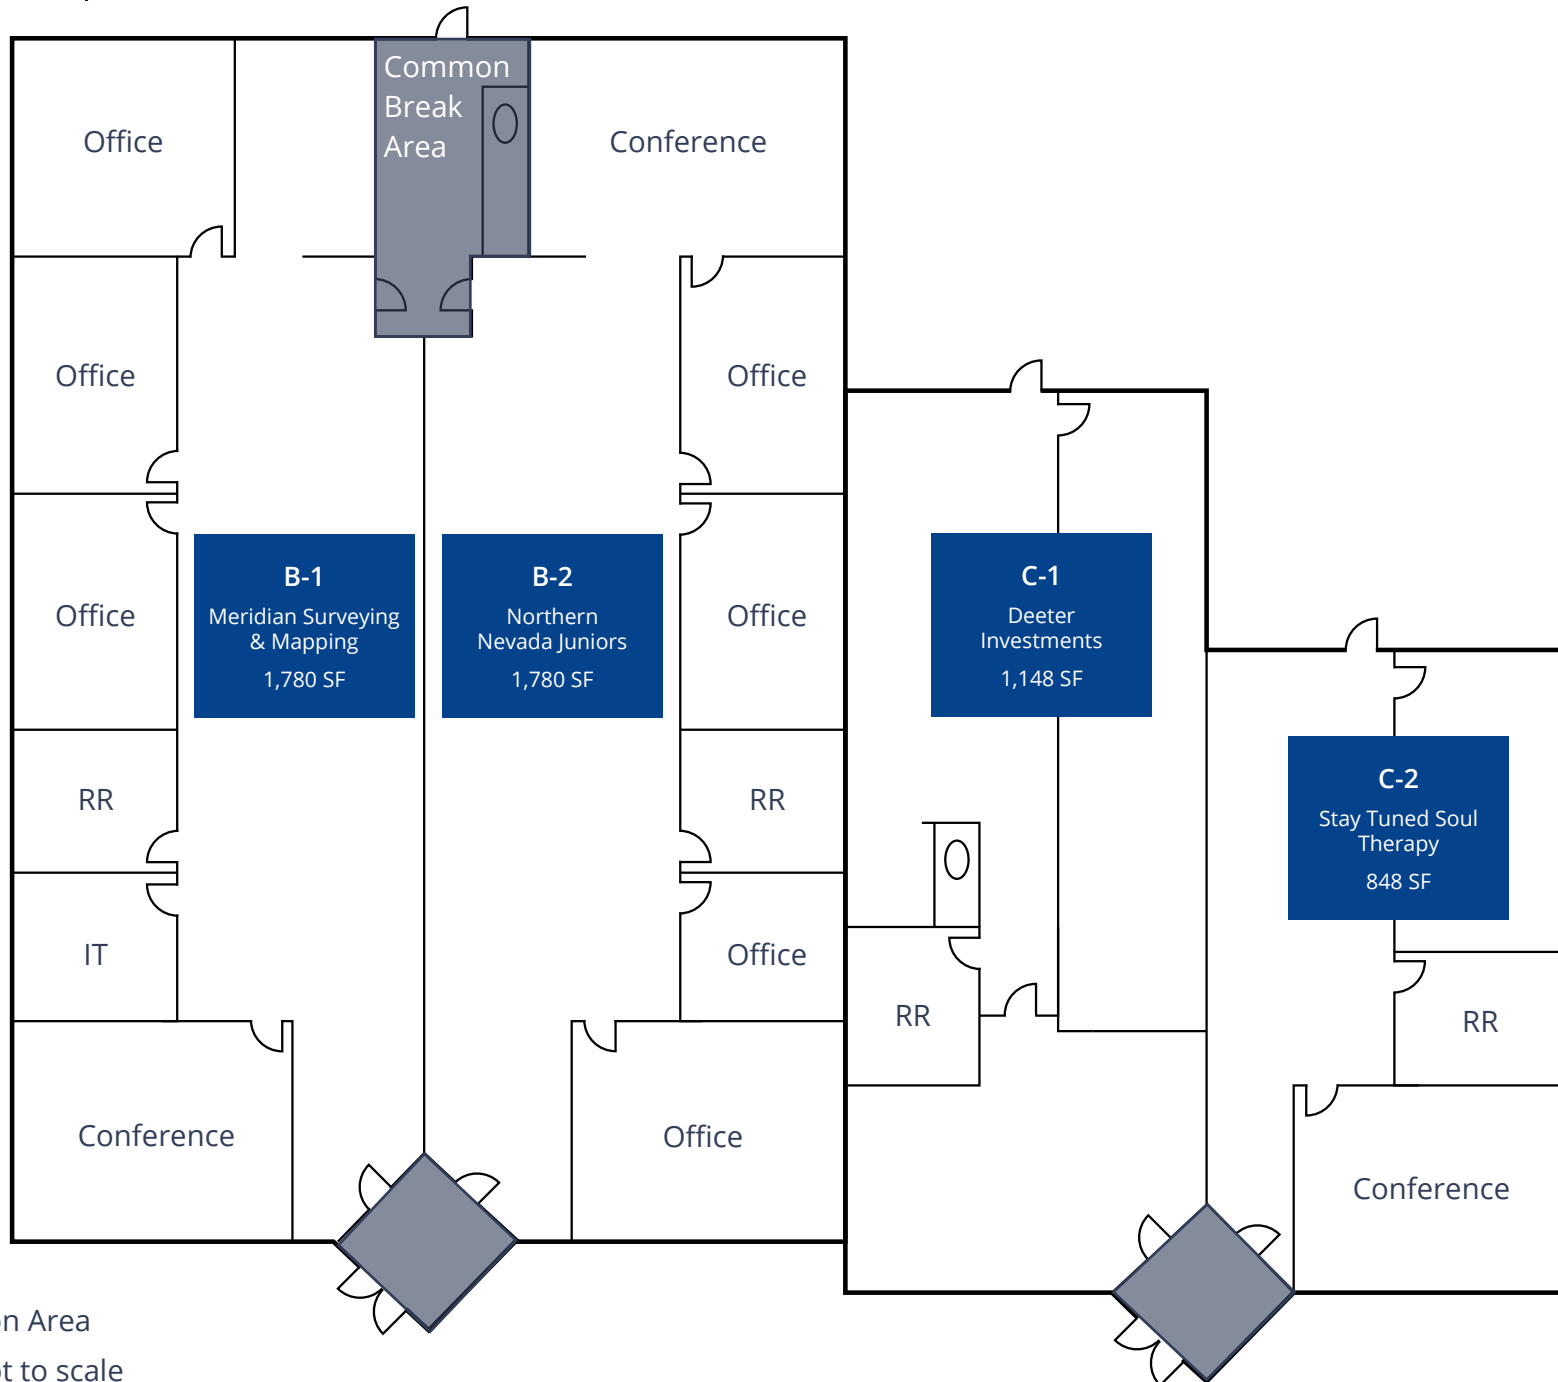 Common
Break
Area
Office
Conference
Office
Office
Office
B-1
Meridian Surveying
& Mapping
1,780 SF
B-2
Northern
Nevada Juniors
1,780 SF
Office
C-1
Deeter
Investments
1,148 SF
RR
RR
C-2
Stay Tuned Soul
Therapy
848 SF
IT
Office
RR
RR
Conference
Office
Conference
Area
to scale